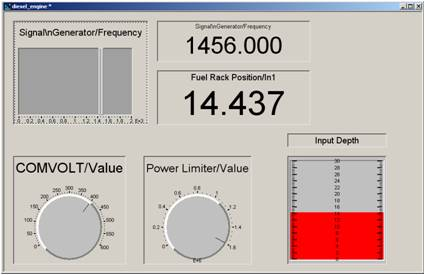 diesel_engine *
Signal\nGenerator/Frequency
0 0.2 0.4 0.6 0.8 1 1.2 1.4 1.6 1.8 2 E+3
Signal\nGenerator/Frequency
1456.000
Fuel Rack Position/In1
14.437
COMVOLT/Value
0 50 100 150 200 250 300 350 400 450 500 550 600
Power Limiter/Value
0 0.2 0.4 0.6 0.8 1 1.2 1.4 1.6
E+6
Input Depth
30
28
26
24
22
20
18
16
14
12
10
8
6
4
2
0